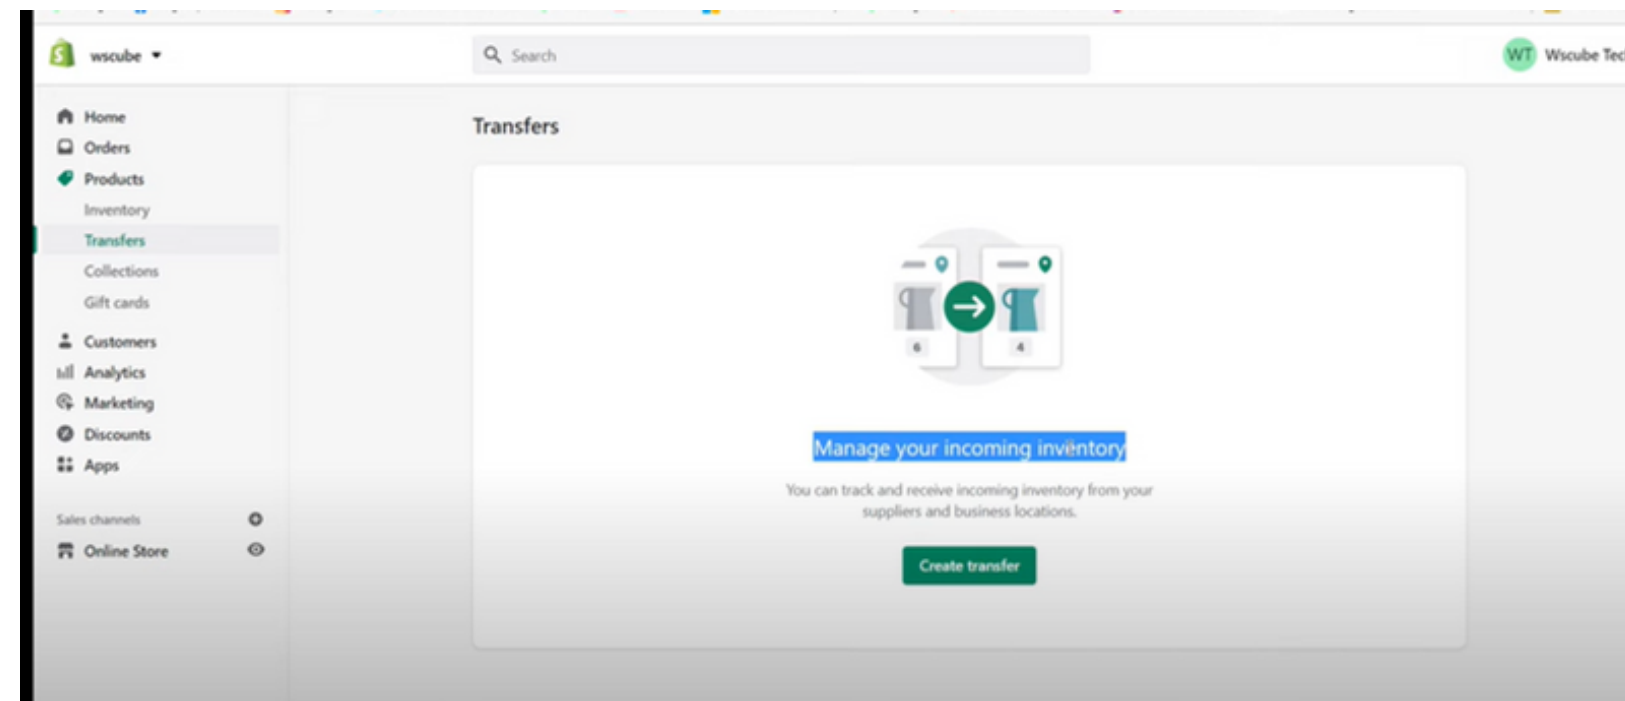 wscube
Search
WT Wscube Tec
Home
Orders
Products
Inventory
Transfers
Collections
Gift cards
Customers
Analytics
Marketing
Discounts
Apps
Sales channels
Online Store
Transfers
6 4
Manage your incoming inventory
You can track and receive incoming inventory from your
suppliers and business locations.
Create transfer